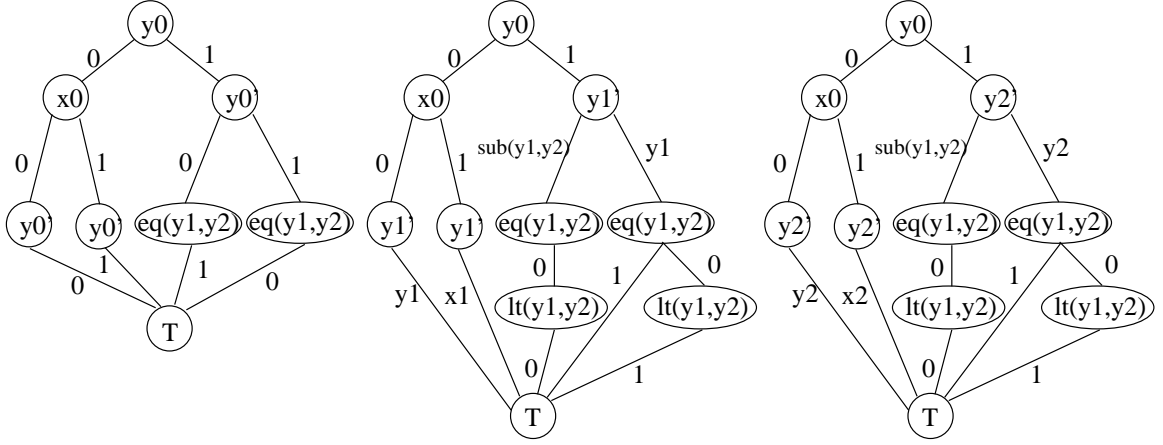 y0 y0 y0
0 1 0 1 0 1
x0 y0' x0 y1' x0 y2'
0 1 0 1 0 1 sub(y1,y2) y1 0 1 sub(y1,y2) y2
y0' y0' eq(y1,y2) eq(y1,y2) y1' y1' eq(y1,y2) eq(y1,y2) y2' y2' eq(y1,y2) eq(y1,y2)
0 1 1 0 y1 x1 0 1 0 y2 x2 0 1 0
lt(y1,y2) lt(y1,y2) lt(y1,y2) lt(y1,y2)
T 0 1 0 1
T T